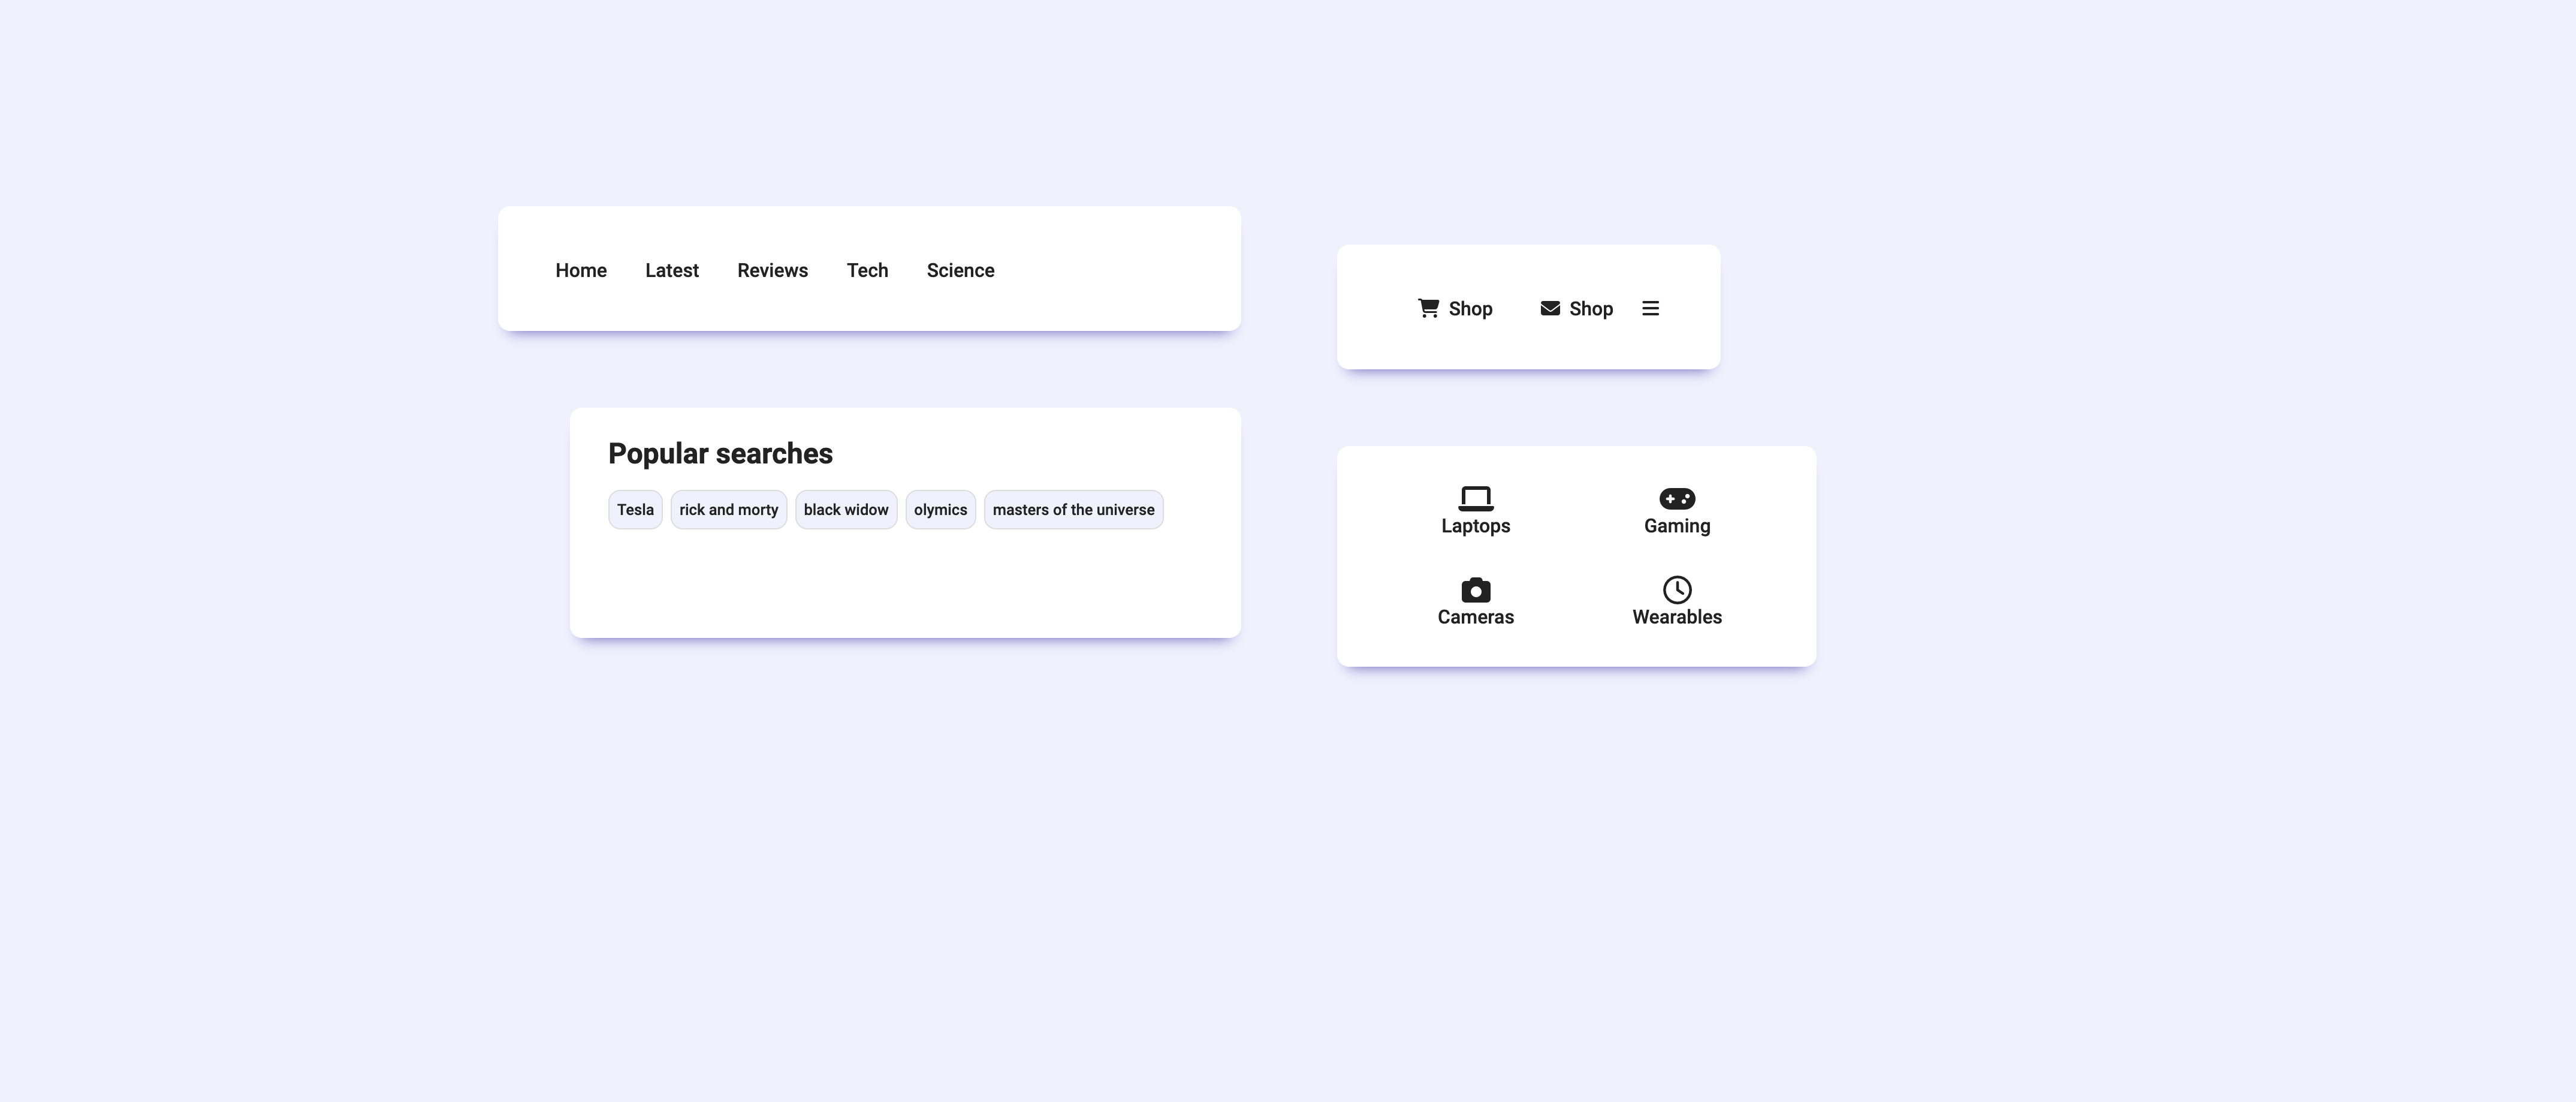 Home Latest Reviews Tech Science
Shop Shop
Popular searches
Tesla rick and morty black widow olymics masters of the universe
Laptops Gaming
Cameras Wearables